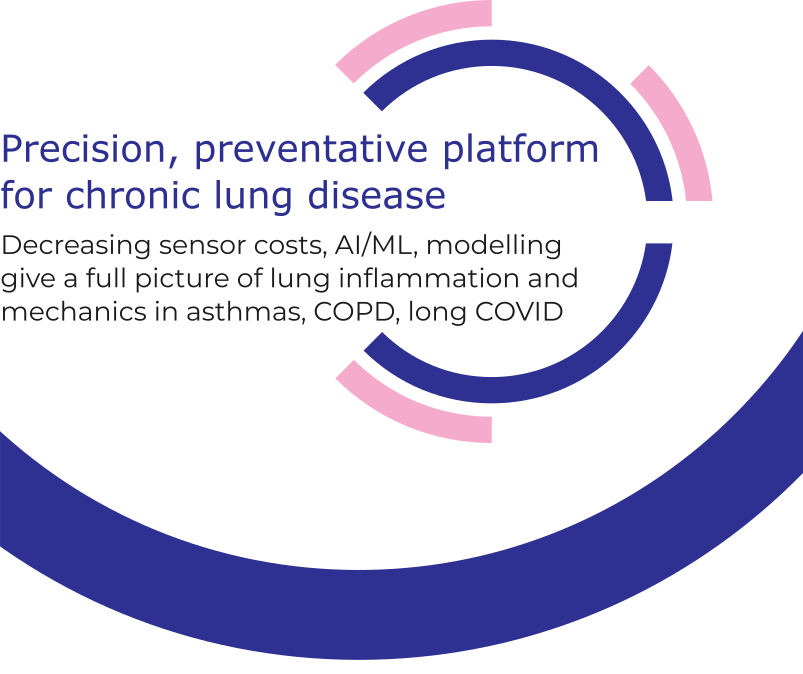 Precision, preventative platform
for chronic lung disease
Decreasing sensor costs, AI/ML, modelling
give a full picture of lung inflammation and
mechanics in asthmas, COPD, long COVID